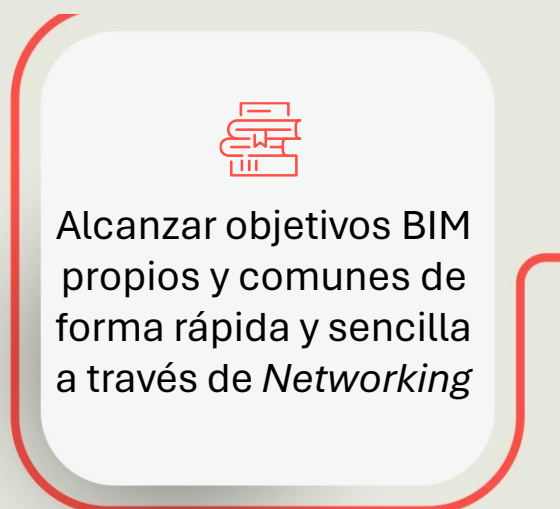 Alcanzar objetivos BIM
propios y comunes de
forma rápida y sencilla
a través de Networking